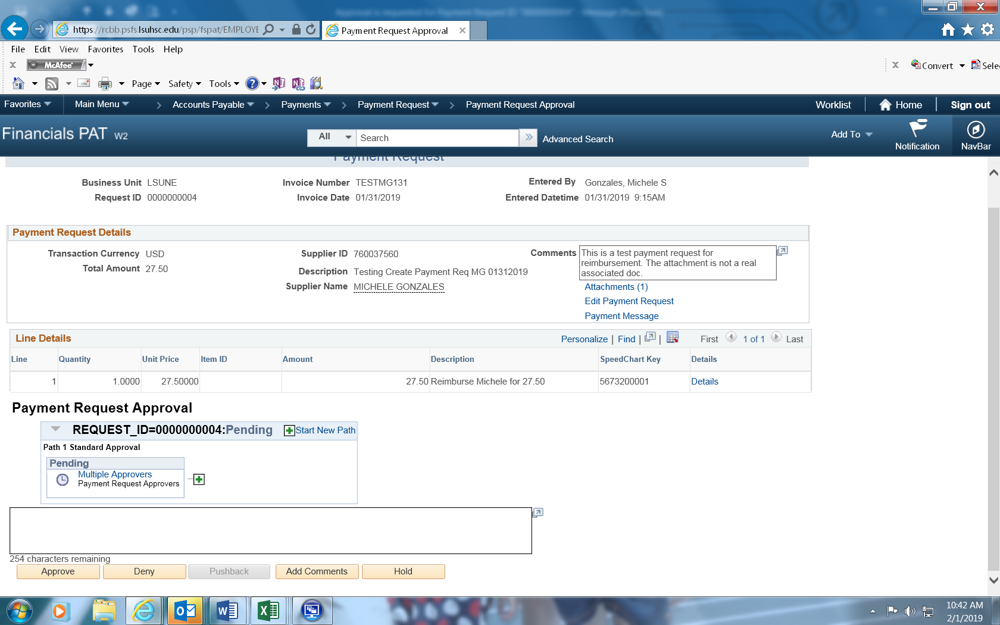 https://rcbb.psfs.lsuhsc.edu/psp/fspat/EMPLOYE
Payment Request Approval
File Edit View Favorites Tools Help
McAfee
Convert Sele
Page Safety Tools
Favorites Main Menu > Accounts Payable > Payments > Payment Request > Payment Request Approval Worklist Home Sign out
Financials PAT W2
All Search Advanced Search Add To Notification NavBar
Payment Request
Business Unit LSUNE Invoice Number TESTMG131 Entered By Gonzales, Michele S
Request ID 0000000004 Invoice Date 01/31/2019 Entered Datetime 01/31/2019 9:15AM
Payment Request Details
Transaction Currency USD Supplier ID 760037560
Total Amount 27.50
Description Testing Create Payment Req MG 01312019
Supplier Name MICHELE GONZALES
Comments This is a test payment request for
reimbursement. The attachment is not a real
associated doc.
Attachments (1)
Edit Payment Request
Payment Message
Line Details Personalize | Find | | First 1 of 1 Last
Line Quantity Unit Price Item ID Amount Description SpeedChart Key Details
1 1.0000 27.50000 27.50 Reimburse Michele for 27.50 5673200001 Details
Payment Request Approval
REQUEST_ID=0000000004:Pending Start New Path
Path 1 Standard Approval
Pending
Multiple Approvers
Payment Request Approvers
254 characters remaining
Approve Deny Pushback Add Comments Hold
10:42 AM
2/1/2019